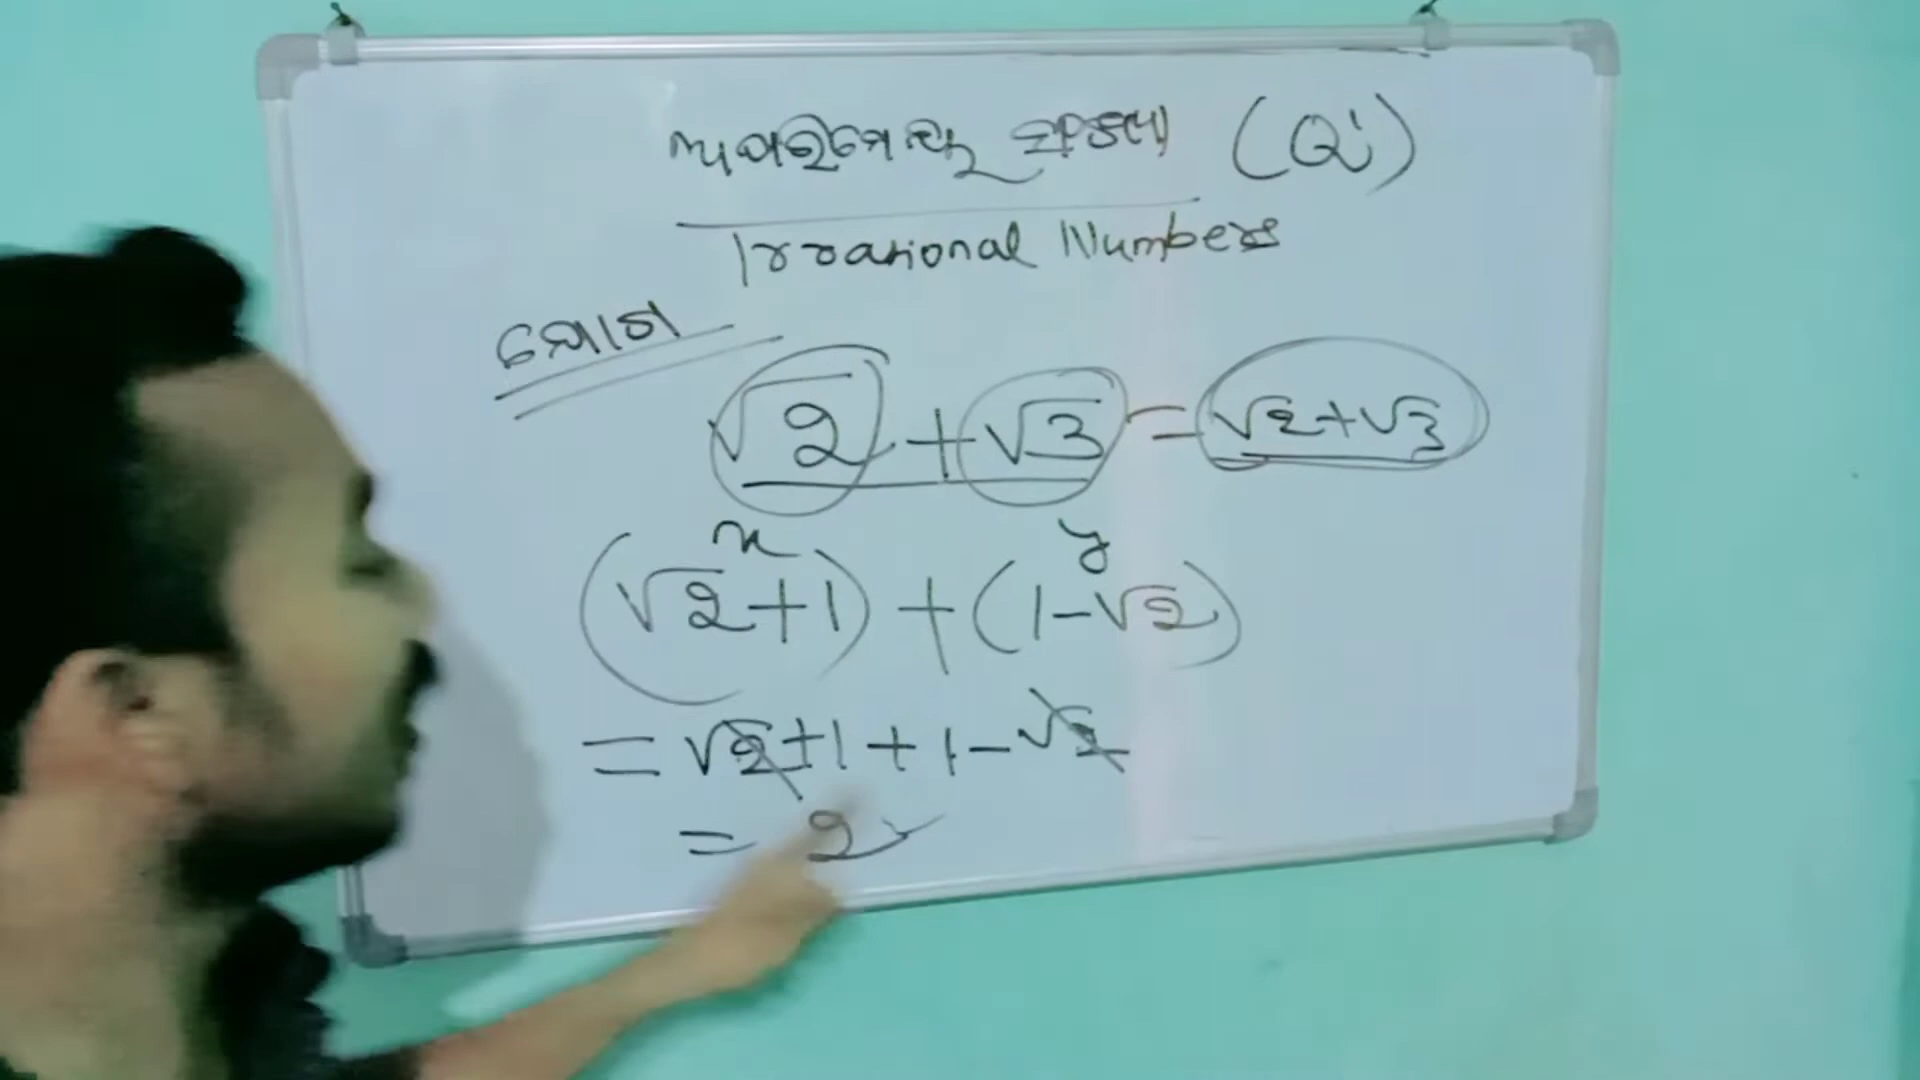 ଅପରିମେୟ ସଂଖ୍ୟା (Q')
Irrational Numbers
ଯୋଗ
√2 + √3 = √2+√3
x y
(√2+1) + (1-√2)
= √2+1 + 1-√2
= 2